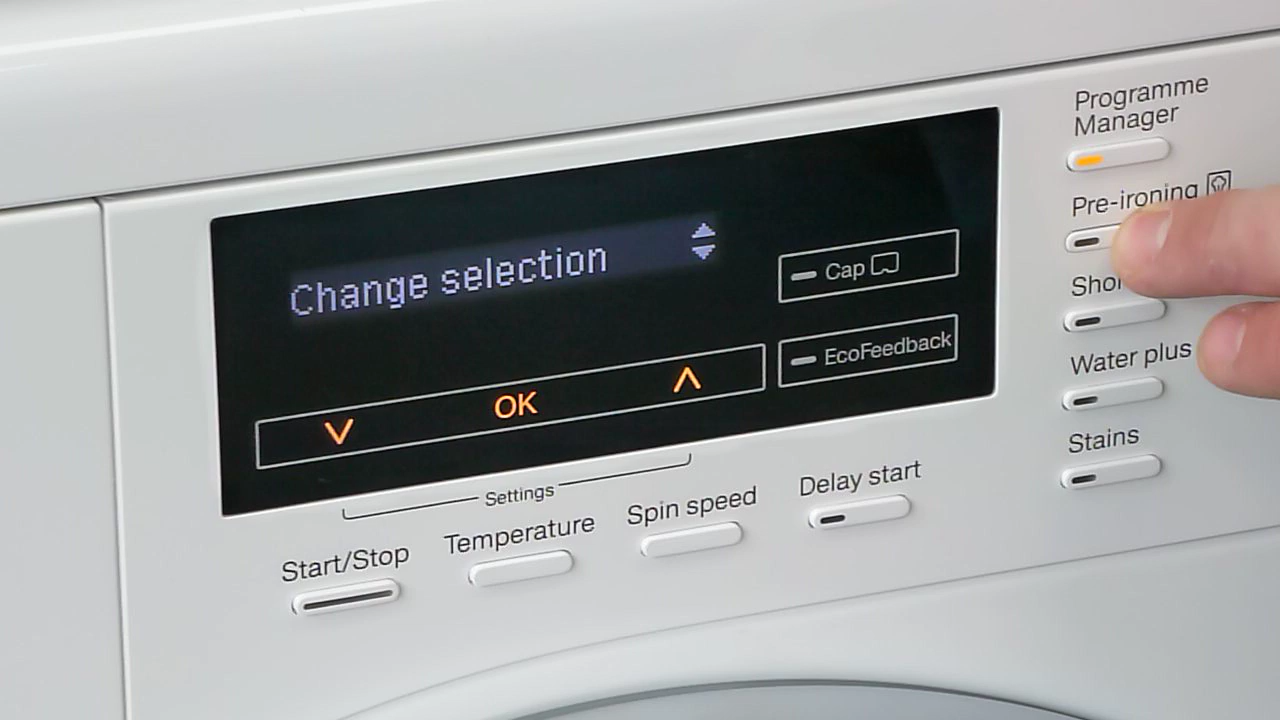 Programme
Manager
Pre-ironing
Change selection
Cap
EcoFeedback
OK
Water plus
Stains
Settings
Delay start
Spin speed
Temperature
Start/Stop